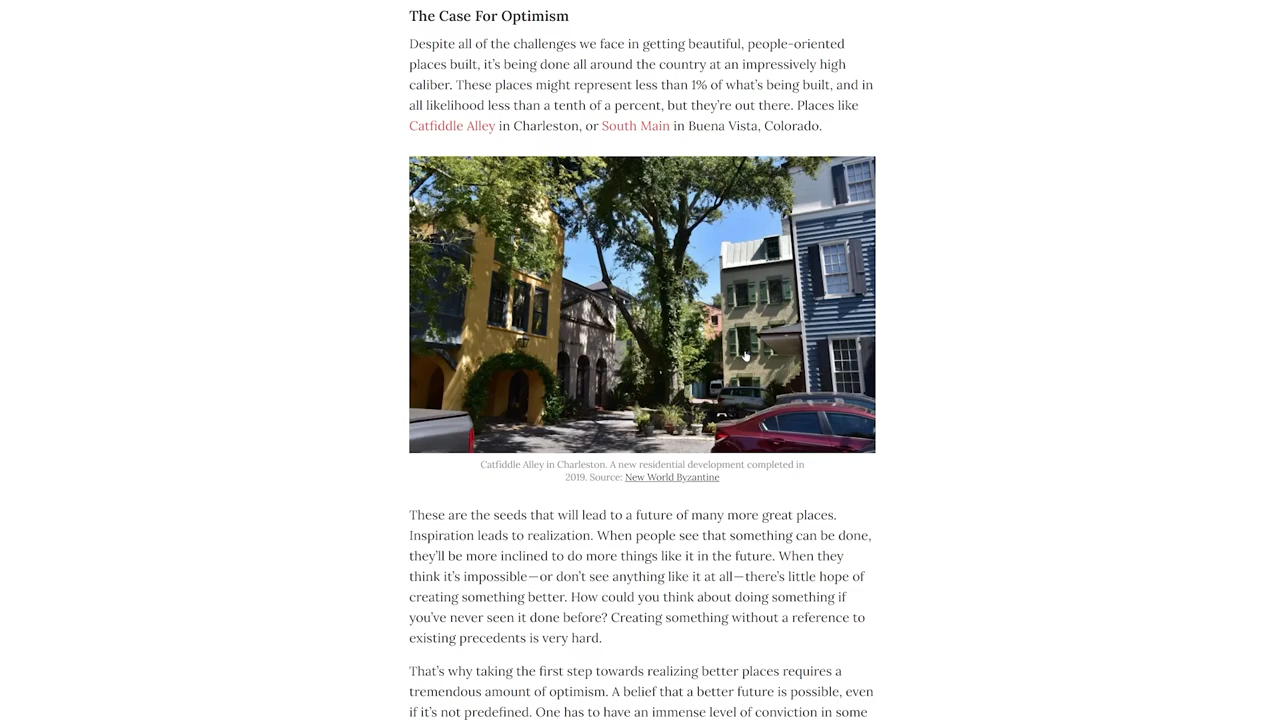 The Case For Optimism
Despite all of the challenges we face in getting beautiful, people-oriented
places built, it’s being done all around the country at an impressively high
caliber. These places might represent less than 1% of what’s being built, and in
all likelihood less than a tenth of a percent, but they’re out there. Places like
Catfiddle Alley in Charleston, or South Main in Buena Vista, Colorado.
Catfiddle Alley in Charleston. A new residential development completed in
2019. Source: New World Byzantine
These are the seeds that will lead to a future of many more great places.
Inspiration leads to realization. When people see that something can be done,
they’ll be more inclined to do more things like it in the future. When they
think it’s impossible—or don’t see anything like it at all—there’s little hope of
creating something better. How could you think about doing something if
you’ve never seen it done before? Creating something without a reference to
existing precedents is very hard.
That’s why taking the first step towards realizing better places requires a
tremendous amount of optimism. A belief that a better future is possible, even
if it’s not predefined. One has to have an immense level of conviction in some